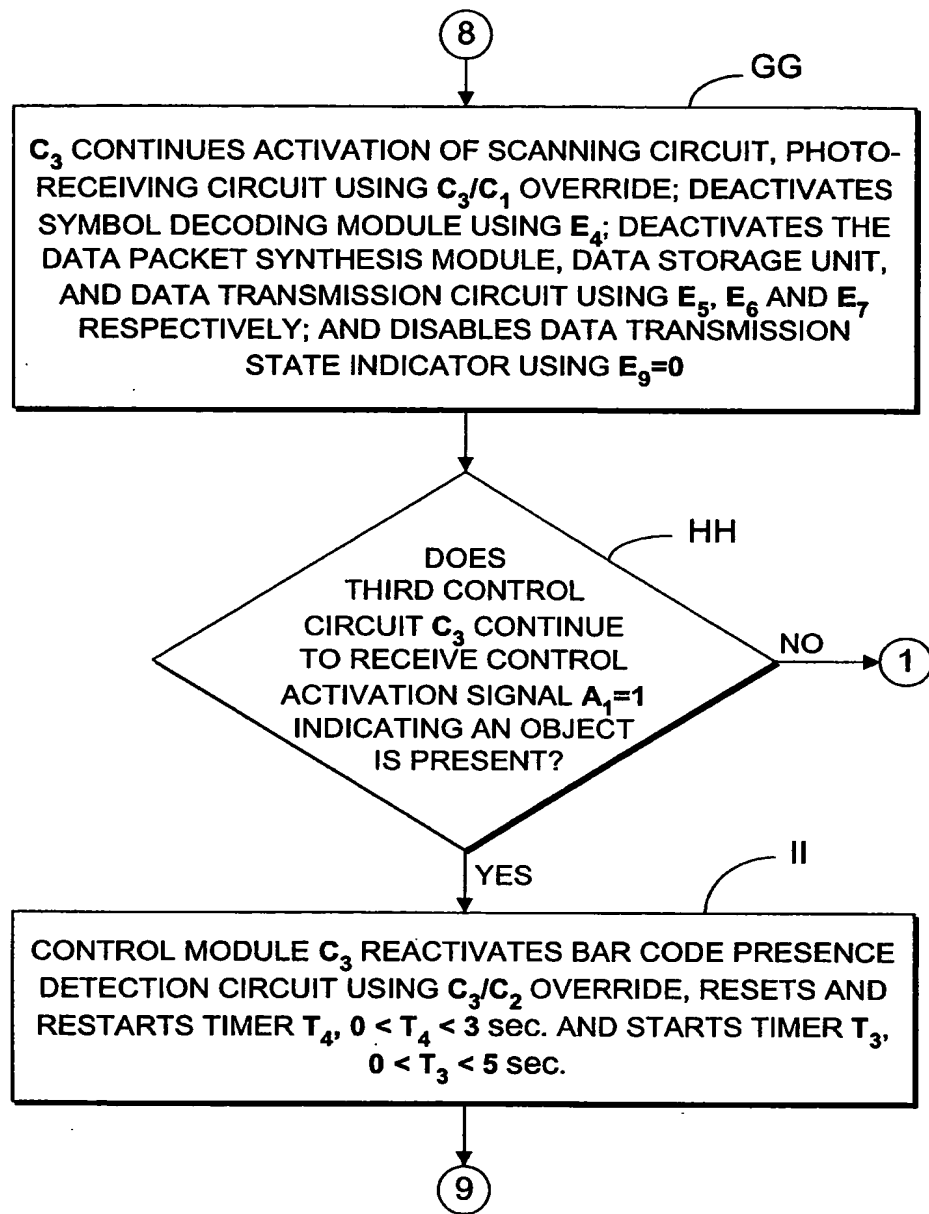 8
GG
C3 CONTINUES ACTIVATION OF SCANNING CIRCUIT, PHOTO-
RECEIVING CIRCUIT USING C3/C1 OVERRIDE; DEACTIVATES
SYMBOL DECODING MODULE USING E4; DEACTIVATES THE
DATA PACKET SYNTHESIS MODULE, DATA STORAGE UNIT,
AND DATA TRANSMISSION CIRCUIT USING E5, E6 AND E7
RESPECTIVELY; AND DISABLES DATA TRANSMISSION
STATE INDICATOR USING E9=0
HH
DOES
THIRD CONTROL
CIRCUIT C3 CONTINUE
TO RECEIVE CONTROL
ACTIVATION SIGNAL A1=1
INDICATING AN OBJECT
IS PRESENT?
NO
1
YES
II
CONTROL MODULE C3 REACTIVATES BAR CODE PRESENCE
DETECTION CIRCUIT USING C3/C2 OVERRIDE, RESETS AND
RESTARTS TIMER T4, 0 < T4 < 3 sec. AND STARTS TIMER T3,
0 < T3 < 5 sec.
9